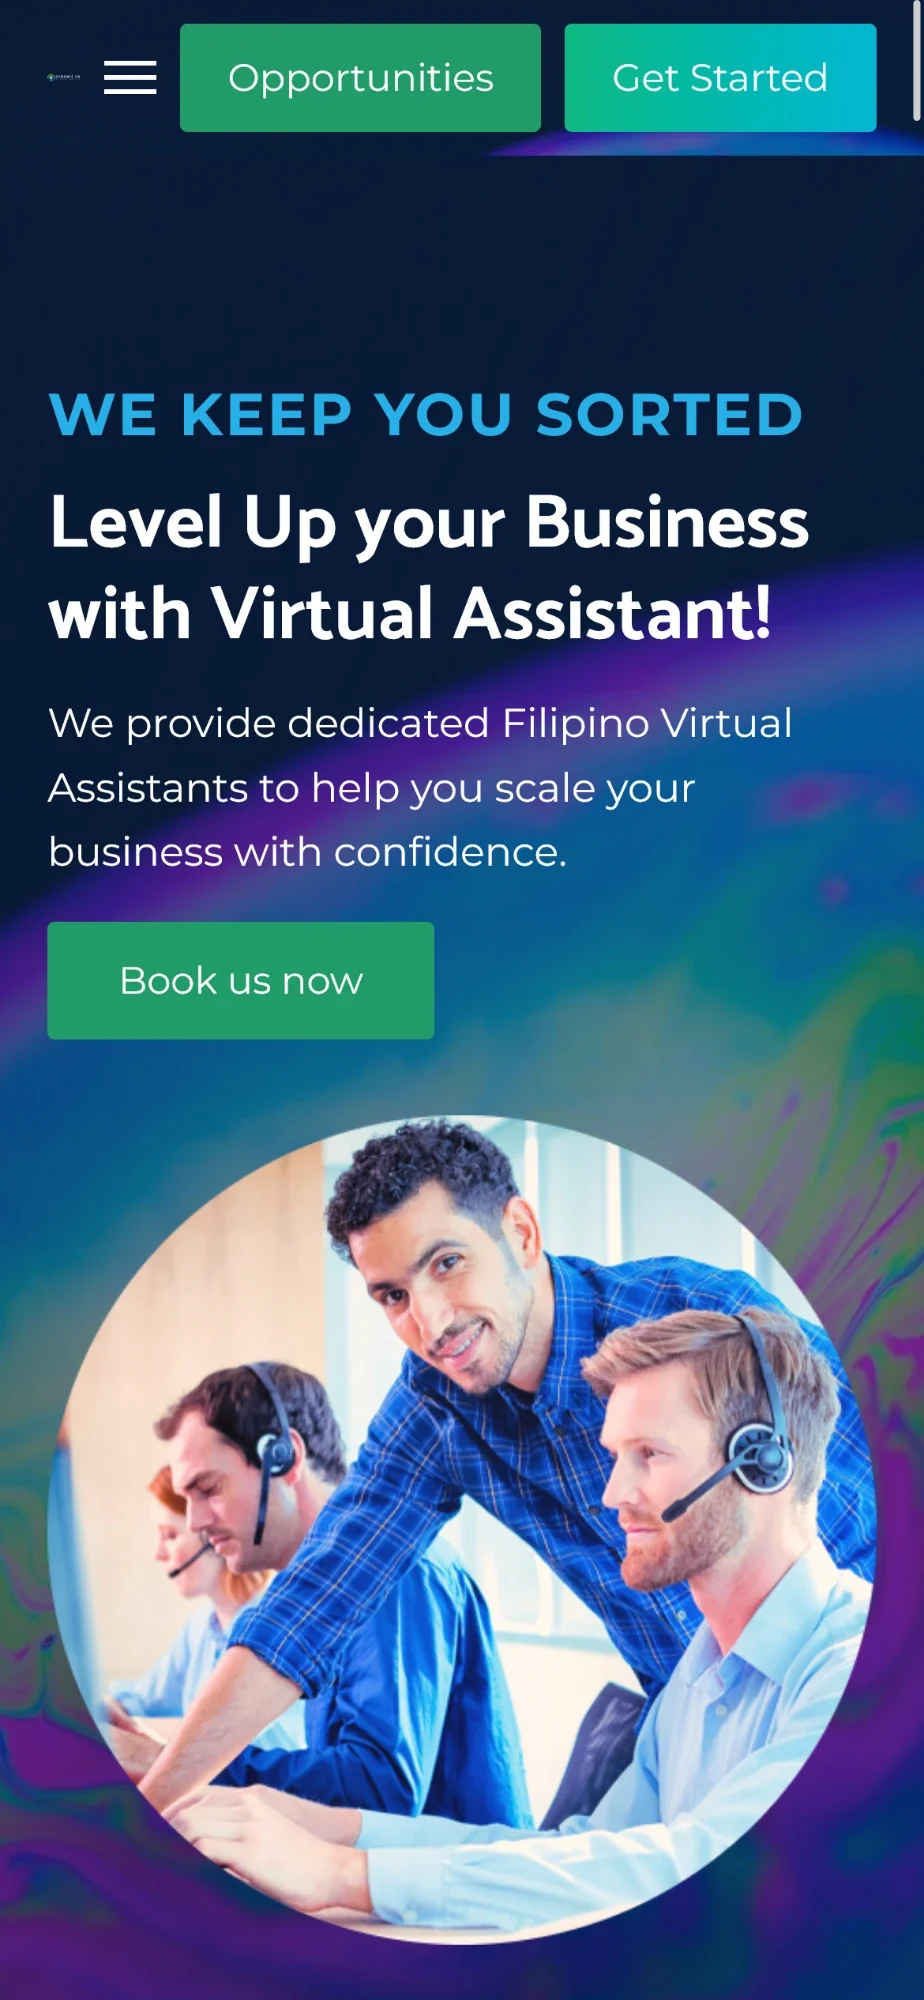 Opportunities
Get Started
WE KEEP YOU SORTED
Level Up your Business
with Virtual Assistant!
We provide dedicated Filipino Virtual
Assistants to help you scale your
business with confidence.
Book us now